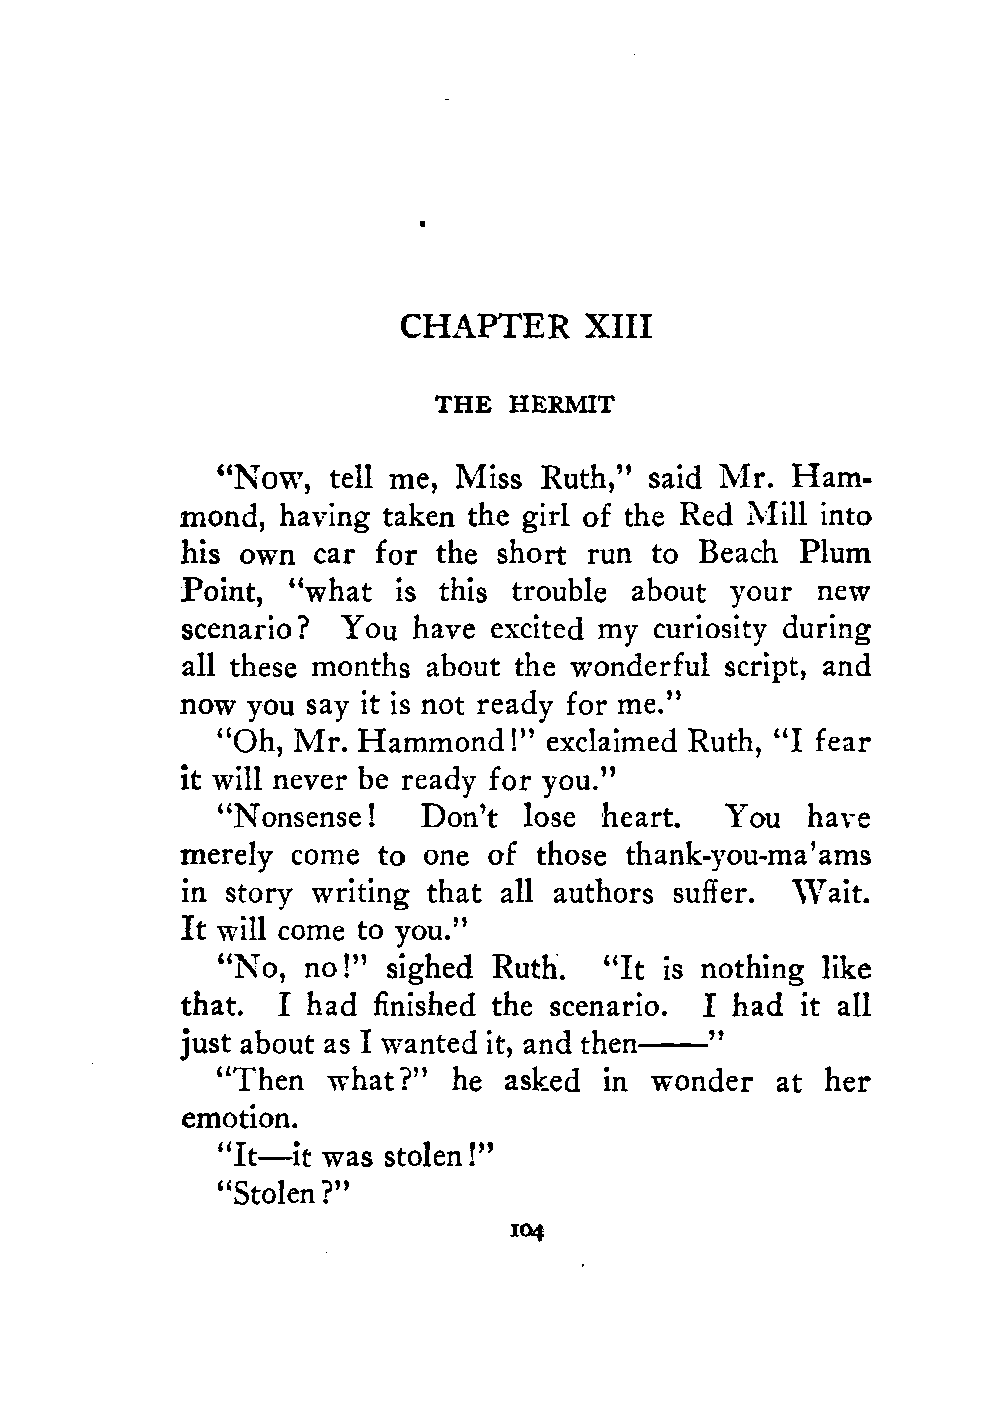 CHAPTER XIII
THE HERMIT
“Now, tell me, Miss Ruth,” said Mr. Ham-
mond, having taken the girl of the Red Mill into
his own car for the short run to Beach Plum
Point, “what is this trouble about your new
scenario? You have excited my curiosity during
all these months about the wonderful script, and
now you say it is not ready for me.”
“Oh, Mr. Hammond!” exclaimed Ruth, “I fear
it will never be ready for you.”
“Nonsense! Don't lose heart. You have
merely come to one of those thank-you-ma'ams
in story writing that all authors suffer. Wait.
It will come to you.”
“No, no!” sighed Ruth. “It is nothing like
that. I had finished the scenario. I had it all
just about as I wanted it, and then——”
“Then what?” he asked in wonder at her
emotion.
“It—it was stolen!”
“Stolen?”
104